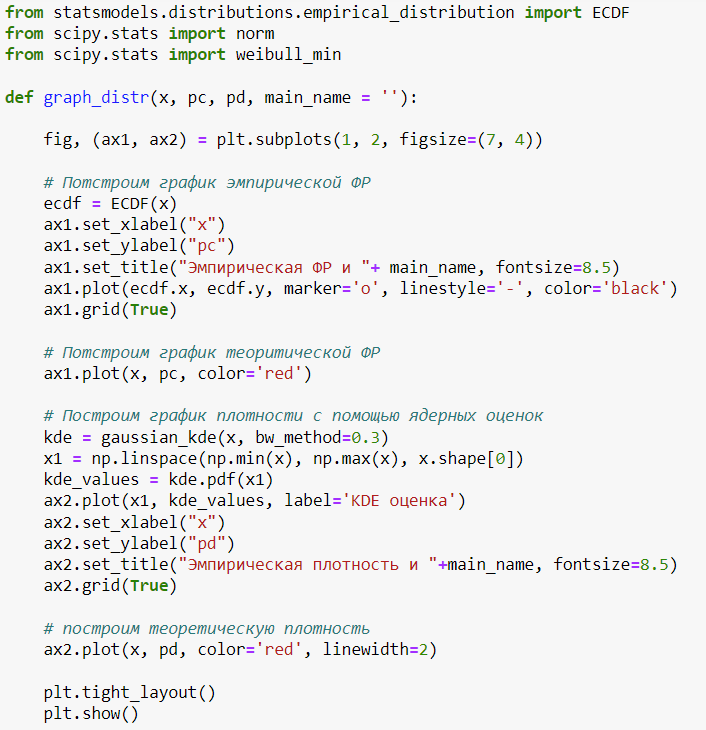 from statsmodels.distributions.empirical_distribution import ECDF
from scipy.stats import norm
from scipy.stats import weibull_min
def graph_distr(x, pc, pd, main_name = ''):
fig, (ax1, ax2) = plt.subplots(1, 2, figsize=(7, 4))
# Потстроим график эмпирической ФР
ecdf = ECDF(x)
ax1.set_xlabel("x")
ax1.set_ylabel("pc")
ax1.set_title("Эмпирическая ФР и "+ main_name, fontsize=8.5)
ax1.plot(ecdf.x, ecdf.y, marker='o', linestyle='-', color='black')
ax1.grid(True)
# Потстроим график теоритической ФР
ax1.plot(x, pc, color='red')
# Построим график плотности с помощью ядерных оценок
kde = gaussian_kde(x, bw_method=0.3)
x1 = np.linspace(np.min(x), np.max(x), x.shape[0])
kde_values = kde.pdf(x1)
ax2.plot(x1, kde_values, label='KDE оценка')
ax2.set_xlabel("x")
ax2.set_ylabel("pd")
ax2.set_title("Эмпирическая плотность и "+main_name, fontsize=8.5)
ax2.grid(True)
# построим теоретическую плотность
ax2.plot(x, pd, color='red', linewidth=2)
plt.tight_layout()
plt.show()